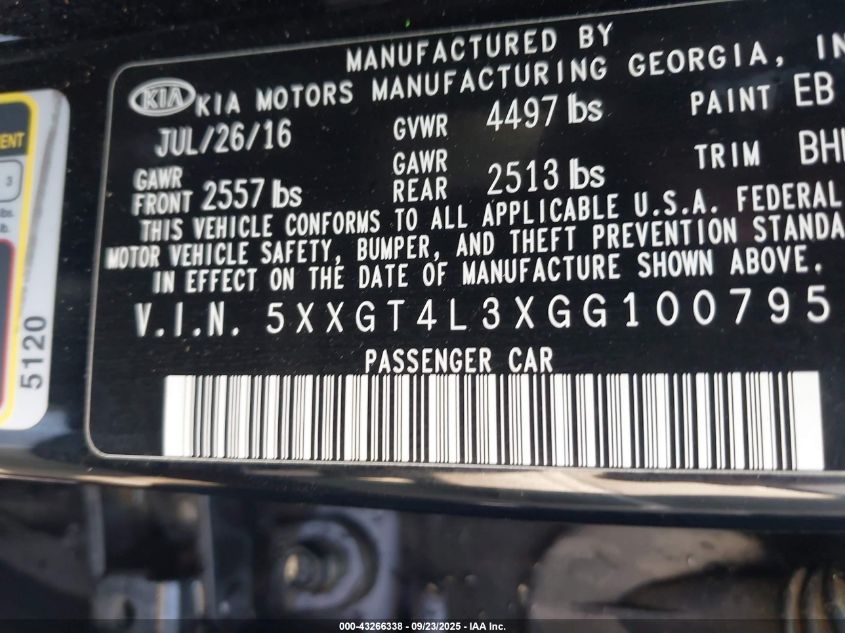 MANUFACTURED BY
KIA KIA MOTORS MANUFACTURING GEORGIA, IN
JUL/26/16 GVWR 4497 lbs PAINT EB
GAWR FRONT 2557 lbs GAWR REAR 2513 lbs TRIM
THIS VEHICLE CONFORMS TO ALL APPLICABLE U.S.A. FEDERAL
MOTOR VEHICLE SAFETY, BUMPER, AND THEFT PREVENTION STANDA
IN EFFECT ON THE DATE OF MANUFACTURE SHOWN ABOVE.
V.I.N. 5XXGT4L3XGG100795
PASSENGER CAR
5120
3
000-43266338 - 09/23/2025 - IAA Inc.